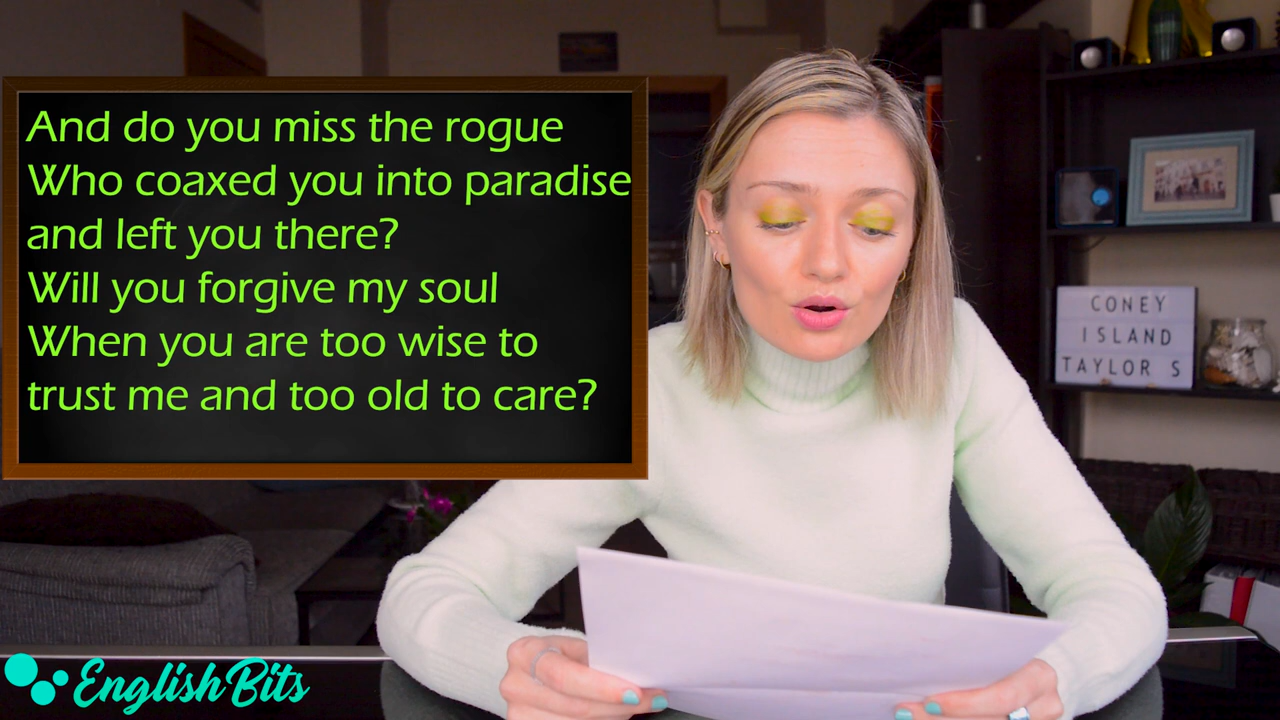 And do you miss the rogue
Who coaxed you into paradise
and left you there?
Will you forgive my soul
When you are too wise to
trust me and too old to care?
CONEY
ISLAND
TAYLOR S
EnglishBits